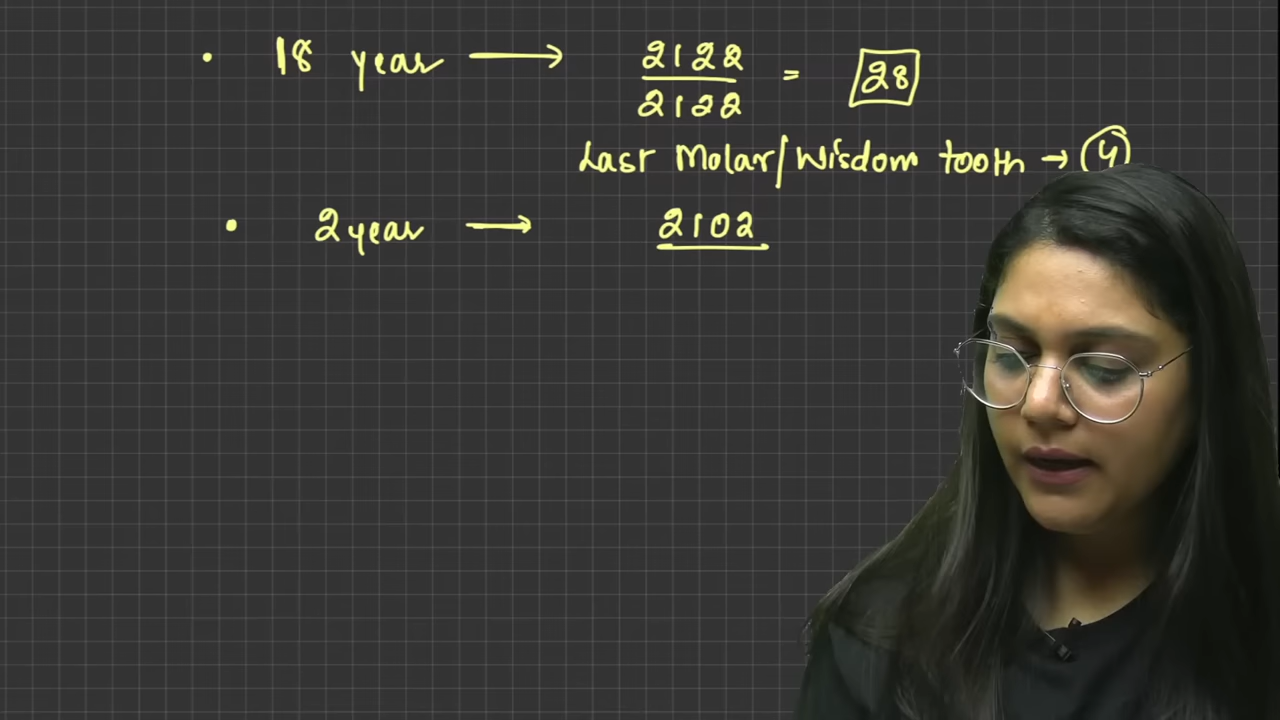 • 18 year → 2122/2122 = 28
Last Molar/Wisdom tooth → 4
• 2 year → 2102